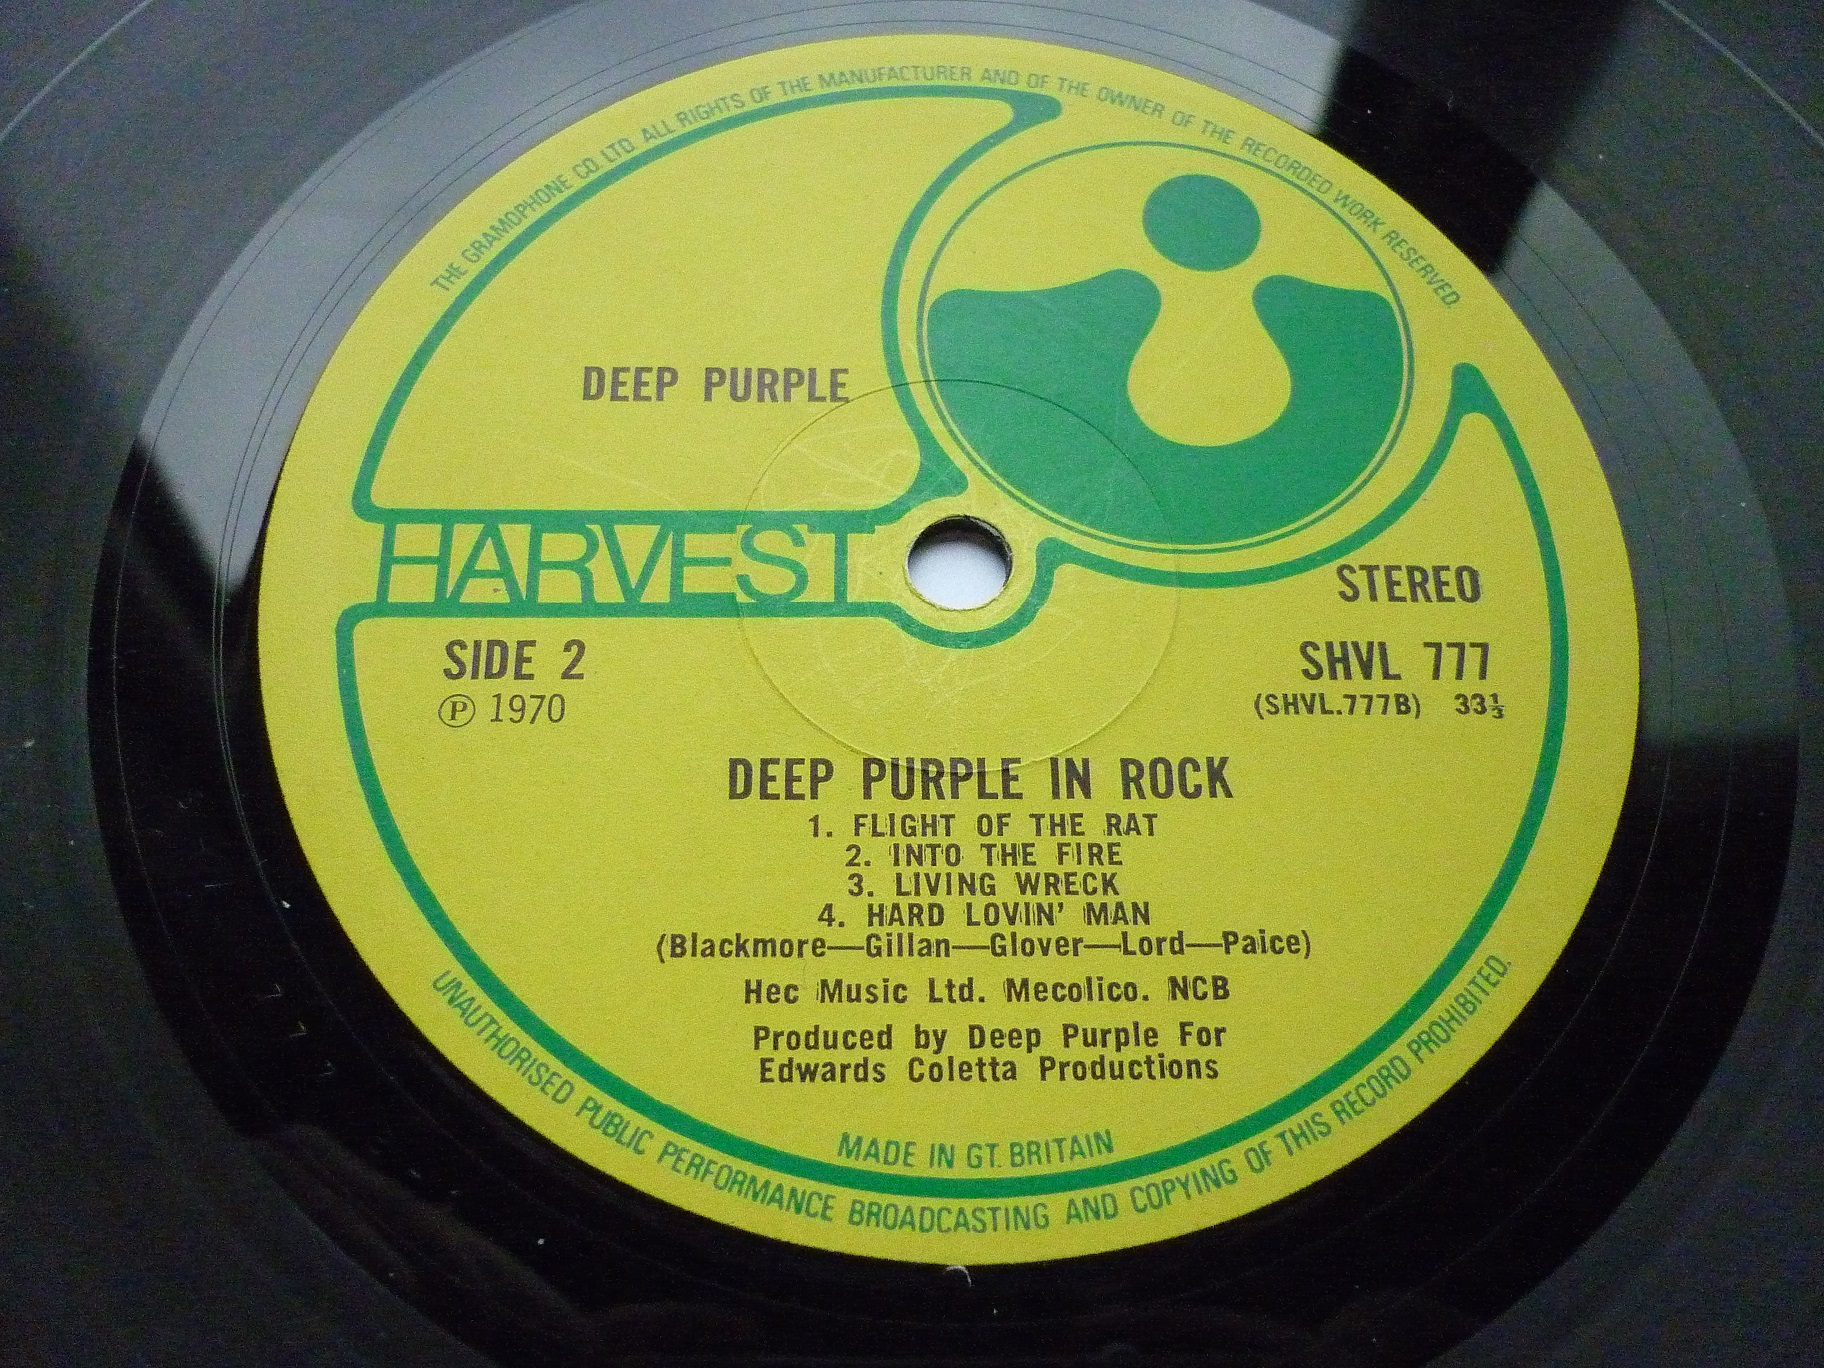 THE GRAMOPHONE CO. LTD. ALL RIGHTS OF THE MANUFACTURER AND OF THE OWNER OF THE RECORDED WORK RESERVED.
DEEP PURPLE
HARVEST
STEREO
SIDE 2
SHVL 777
℗ 1970
(SHVL.777B) 33⅓
DEEP PURPLE IN ROCK
1. FLIGHT OF THE RAT
2. INTO THE FIRE
3. LIVING WRECK
4. HARD LOVIN' MAN
(Blackmore—Gillan—Glover—Lord—Paice)
Hec Music Ltd. Mecolico. NCB
Produced by Deep Purple For
Edwards Coletta Productions
MADE IN GT. BRITAIN
UNAUTHORISED PUBLIC PERFORMANCE BROADCASTING AND COPYING OF THIS RECORD PROHIBITED.